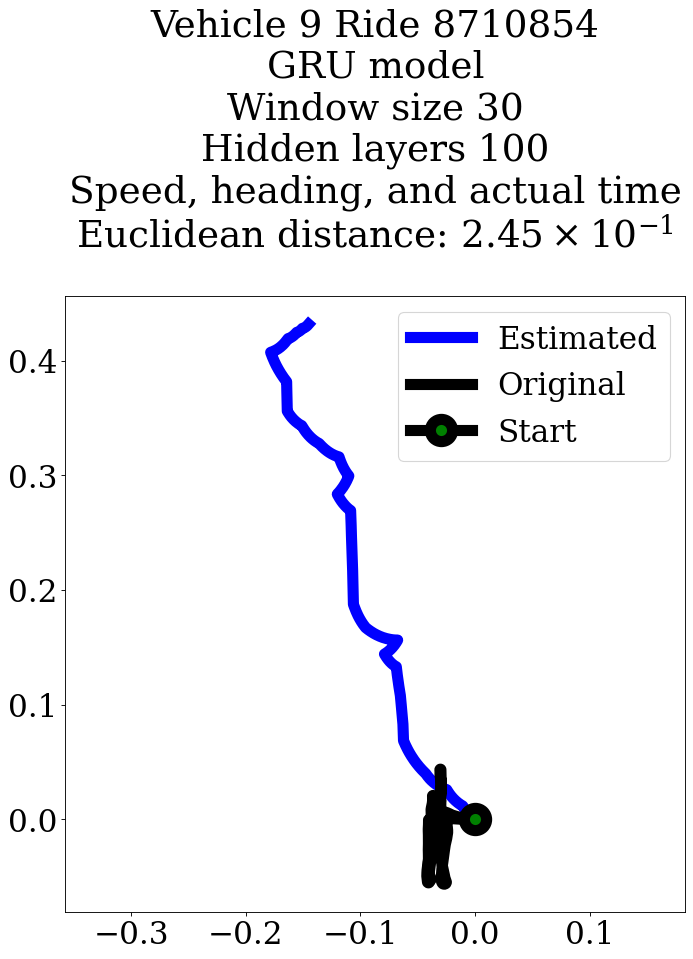 Vehicle 9 Ride 8710854
GRU model
Window size 30
Hidden layers 100
Speed, heading, and actual time
Euclidean distance: 2.45 × 10⁻¹
Estimated
Original
Start
0.4
0.3
0.2
0.1
0.0
−0.3
−0.2
−0.1
0.0
0.1